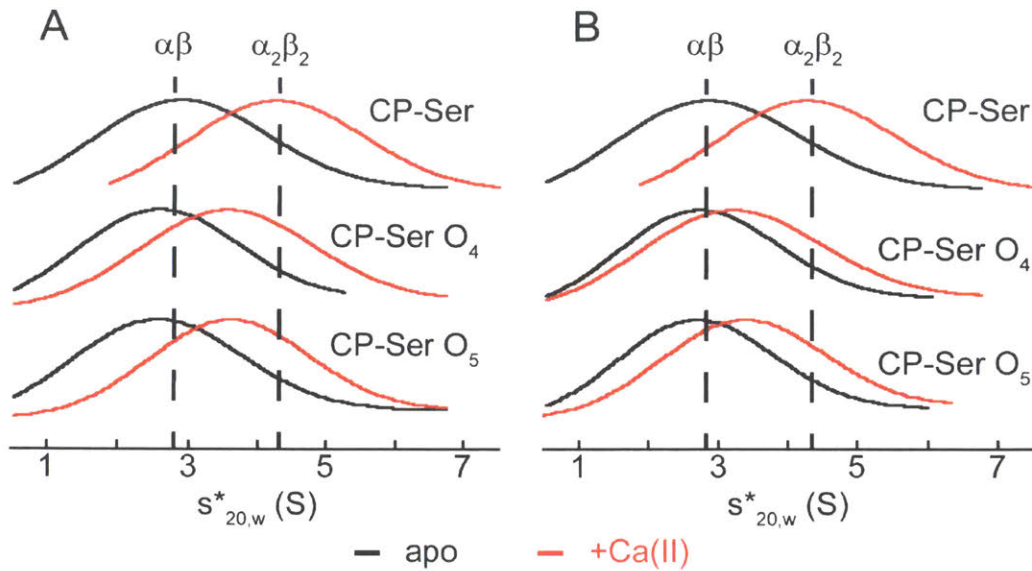 A
αβ
α₂β₂
CP-Ser
CP-Ser O₄
CP-Ser O₅
1 3 5 7
s*₂₀,w (S)
B
αβ
α₂β₂
CP-Ser
CP-Ser O₄
CP-Ser O₅
1 3 5 7
s*₂₀,w (S)
apo +Ca(II)